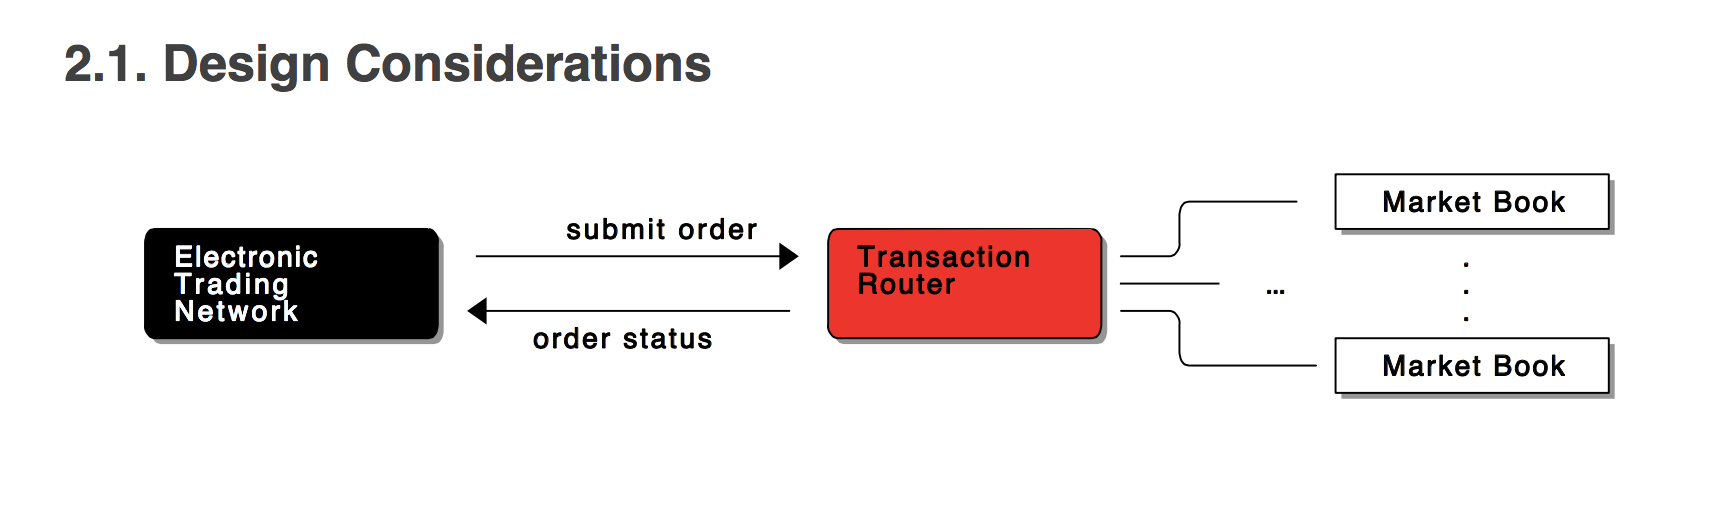 2.1. Design Considerations
submit order
Electronic
Trading
Network
order status
Transaction
Router
...
Market Book
.
.
.
Market Book